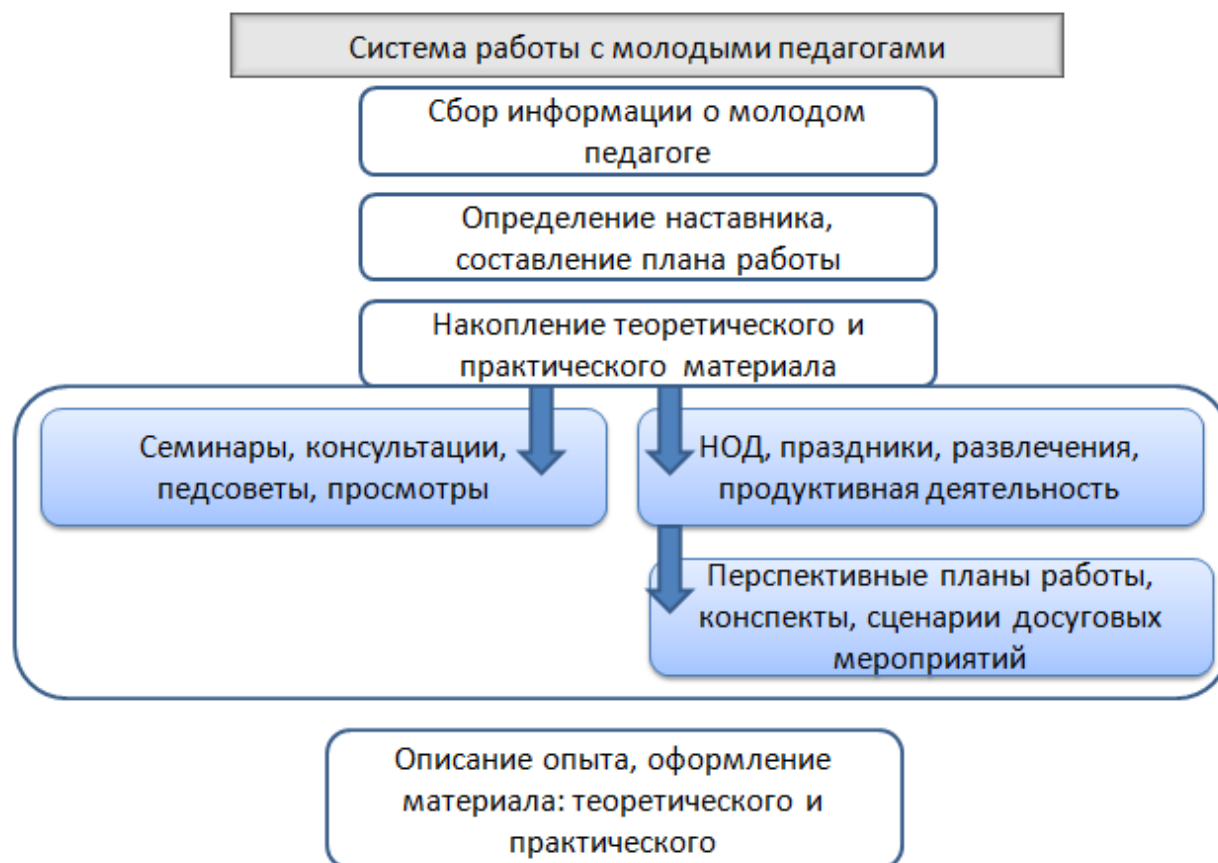 Система работы с молодыми педагогами
Сбор информации о молодом
педагоге
Определение наставника,
составление плана работы
Накопление теоретического и
практического материала
Семинары, консультации,
педсоветы, просмотры
НОД, праздники, развлечения,
продуктивная деятельность
Перспективные планы работы,
конспекты, сценарии досуговых
мероприятий
Описание опыта, оформление
материала: теоретического и
практического